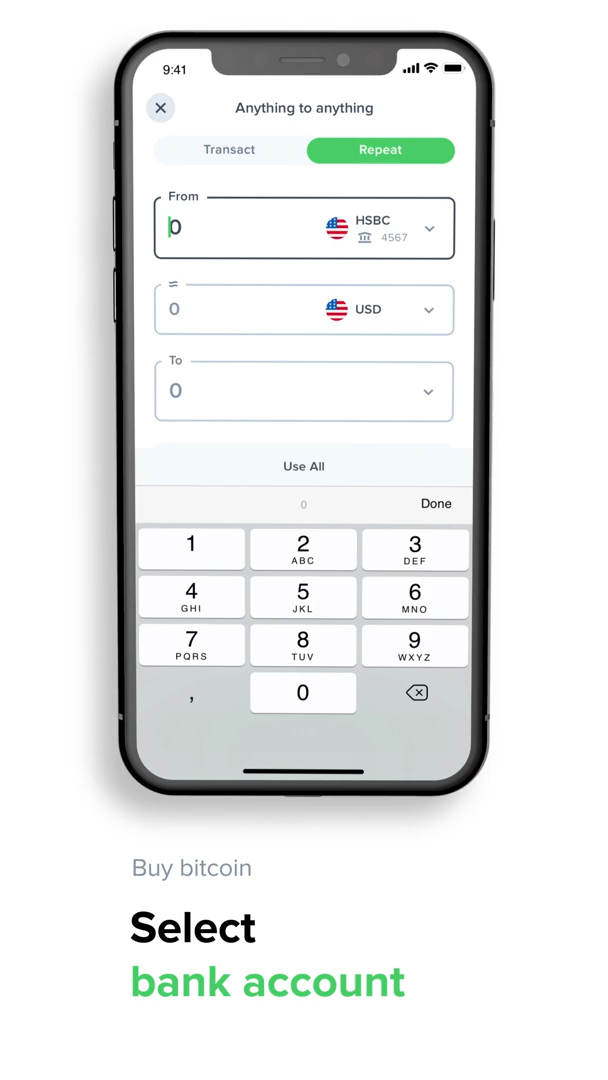 9:41
Anything to anything
Transact
Repeat
From
0
HSBC
4567
≈
0
USD
To
0
Use All
0
Done
1
2
ABC
3
DEF
4
GHI
5
JKL
6
MNO
7
PQRS
8
TUV
9
WXYZ
,
0
Buy bitcoin
Select
bank account